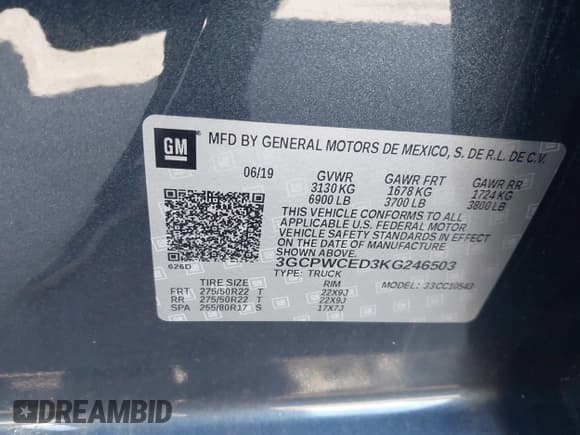 GM
MFD BY GENERAL MOTORS DE MEXICO, S. DE R.L. DE C.V.
06/19 GVWR GAWR FRT GAWR RR
3130 KG 1678 KG 1724 KG
6900 LB 3700 LB 3800 LB
THIS VEHICLE CONFORMS TO ALL
APPLICABLE U.S. FEDERAL MOTOR
VEHICLE SAFETY STANDARDS IN
EFFECT ON THE DATE OF MANUFACTURE
SHOWN ABOVE.
3GCPWCED3KG246503
TYPE: TRUCK
626D
TIRE SIZE RIM MODEL: 33CC10543
FRT 275/50R22 T 22X9J
RR 275/50R22 T 22X9J
SPA 255/80R17 S 17X7J
DREAMBID